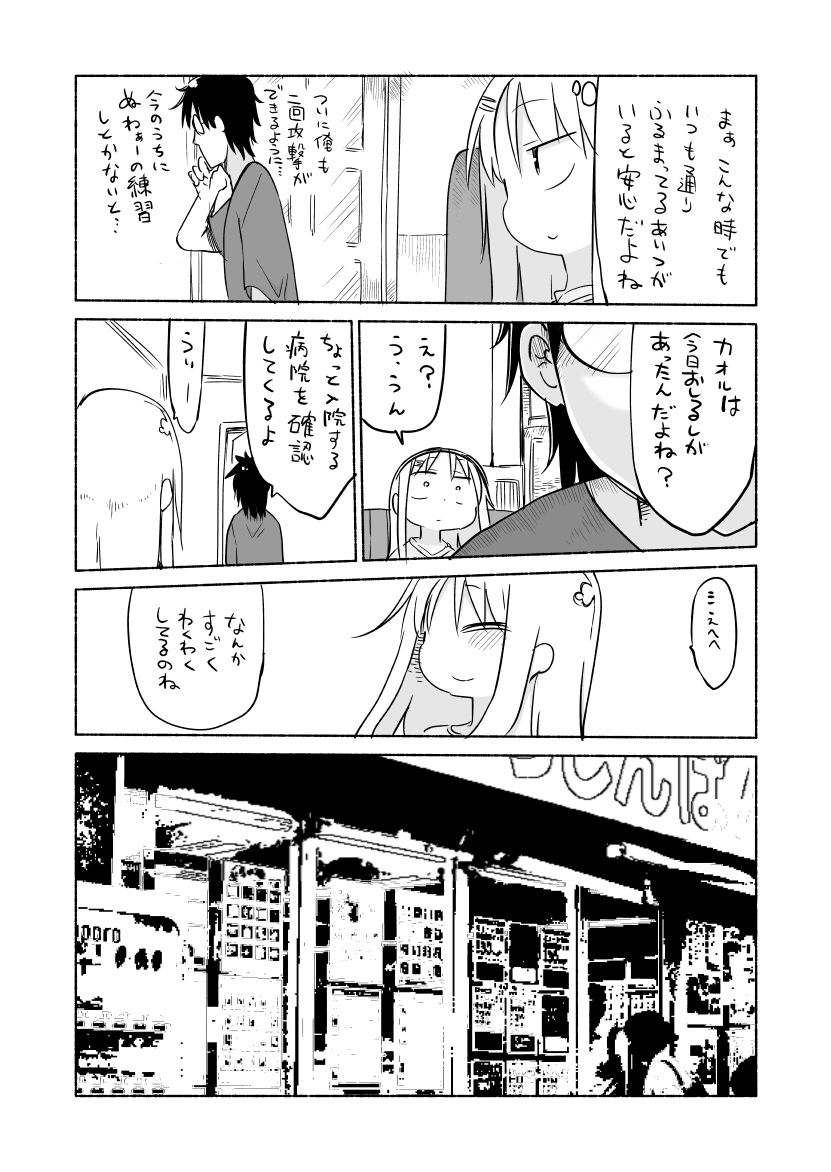 まぁ こんな時でも
いつも通り
ふるまってるあいつが
いると安心だよね
ついに俺も
二回攻撃が
できるように…
今のうちに
ぬわぁーの練習
しとかないと…
カオルは
今日おしるしが
あったんだよね？
え？
う、うん
ちょっと入院する
病院を確認
してくるよ
うぃー
えへへ
なんか
すごく
わくわく
してるのね